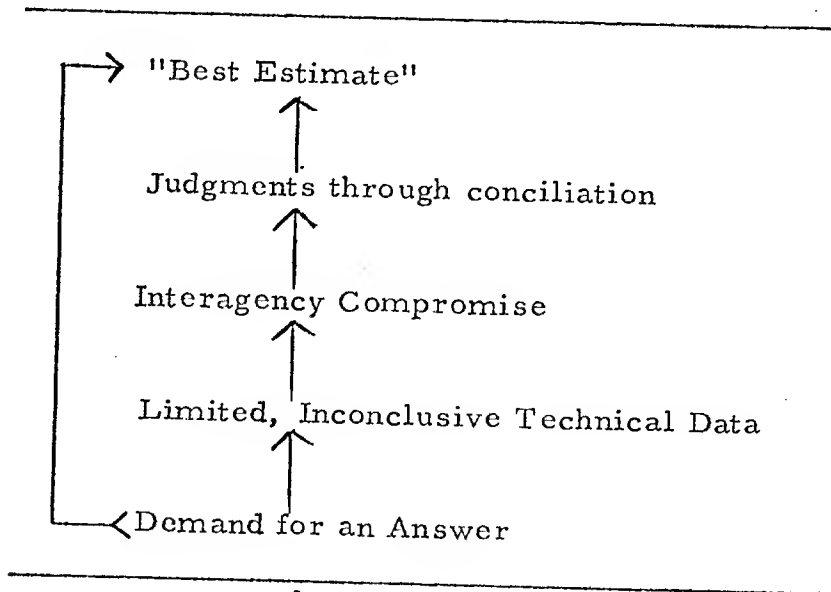 "Best Estimate"
Judgments through conciliation
Interagency Compromise
Limited, Inconclusive Technical Data
Demand for an Answer